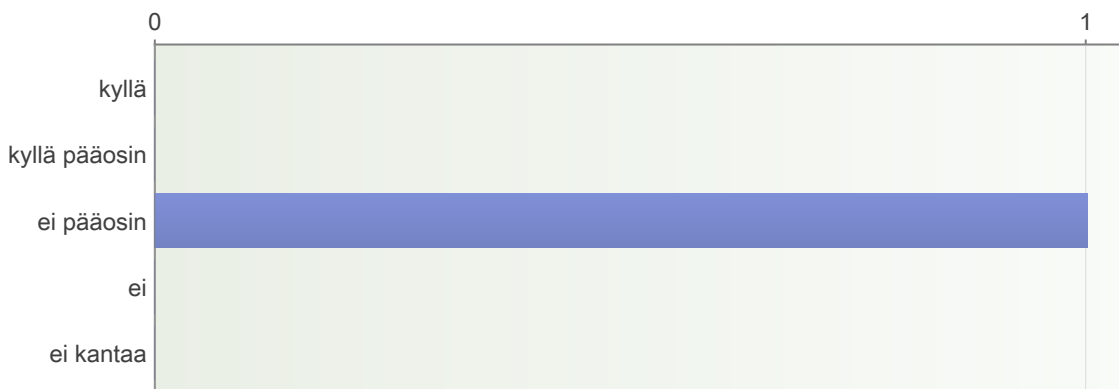 0 1
kyllä
kyllä pääosin
ei pääosin
ei
ei kantaa